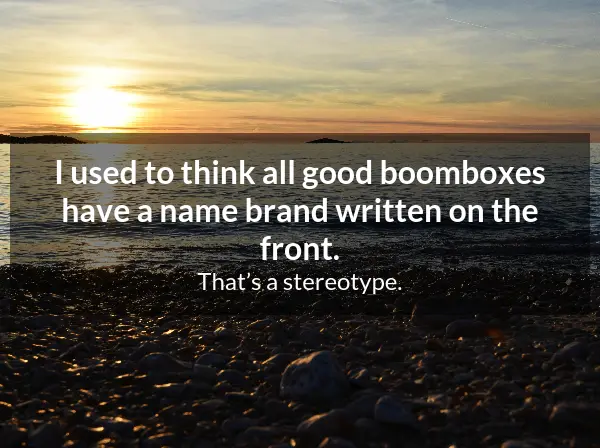 I used to think all good boomboxes
have a name brand written on the
front.
That’s a stereotype.